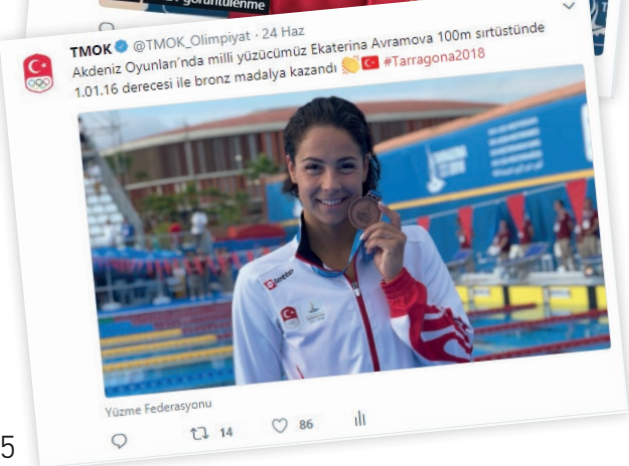 görüntülenme
TMOK @TMOK_Olimpiyat · 24 Haz
Akdeniz Oyunları'nda milli yüzücümüz Ekaterina Avramova 100m sırtüstünde
1.01.16 derecesi ile bronz madalya kazandı 👏🇹🇷 #Tarragona2018
lotto
Yüzme Federasyonu
14
86
5